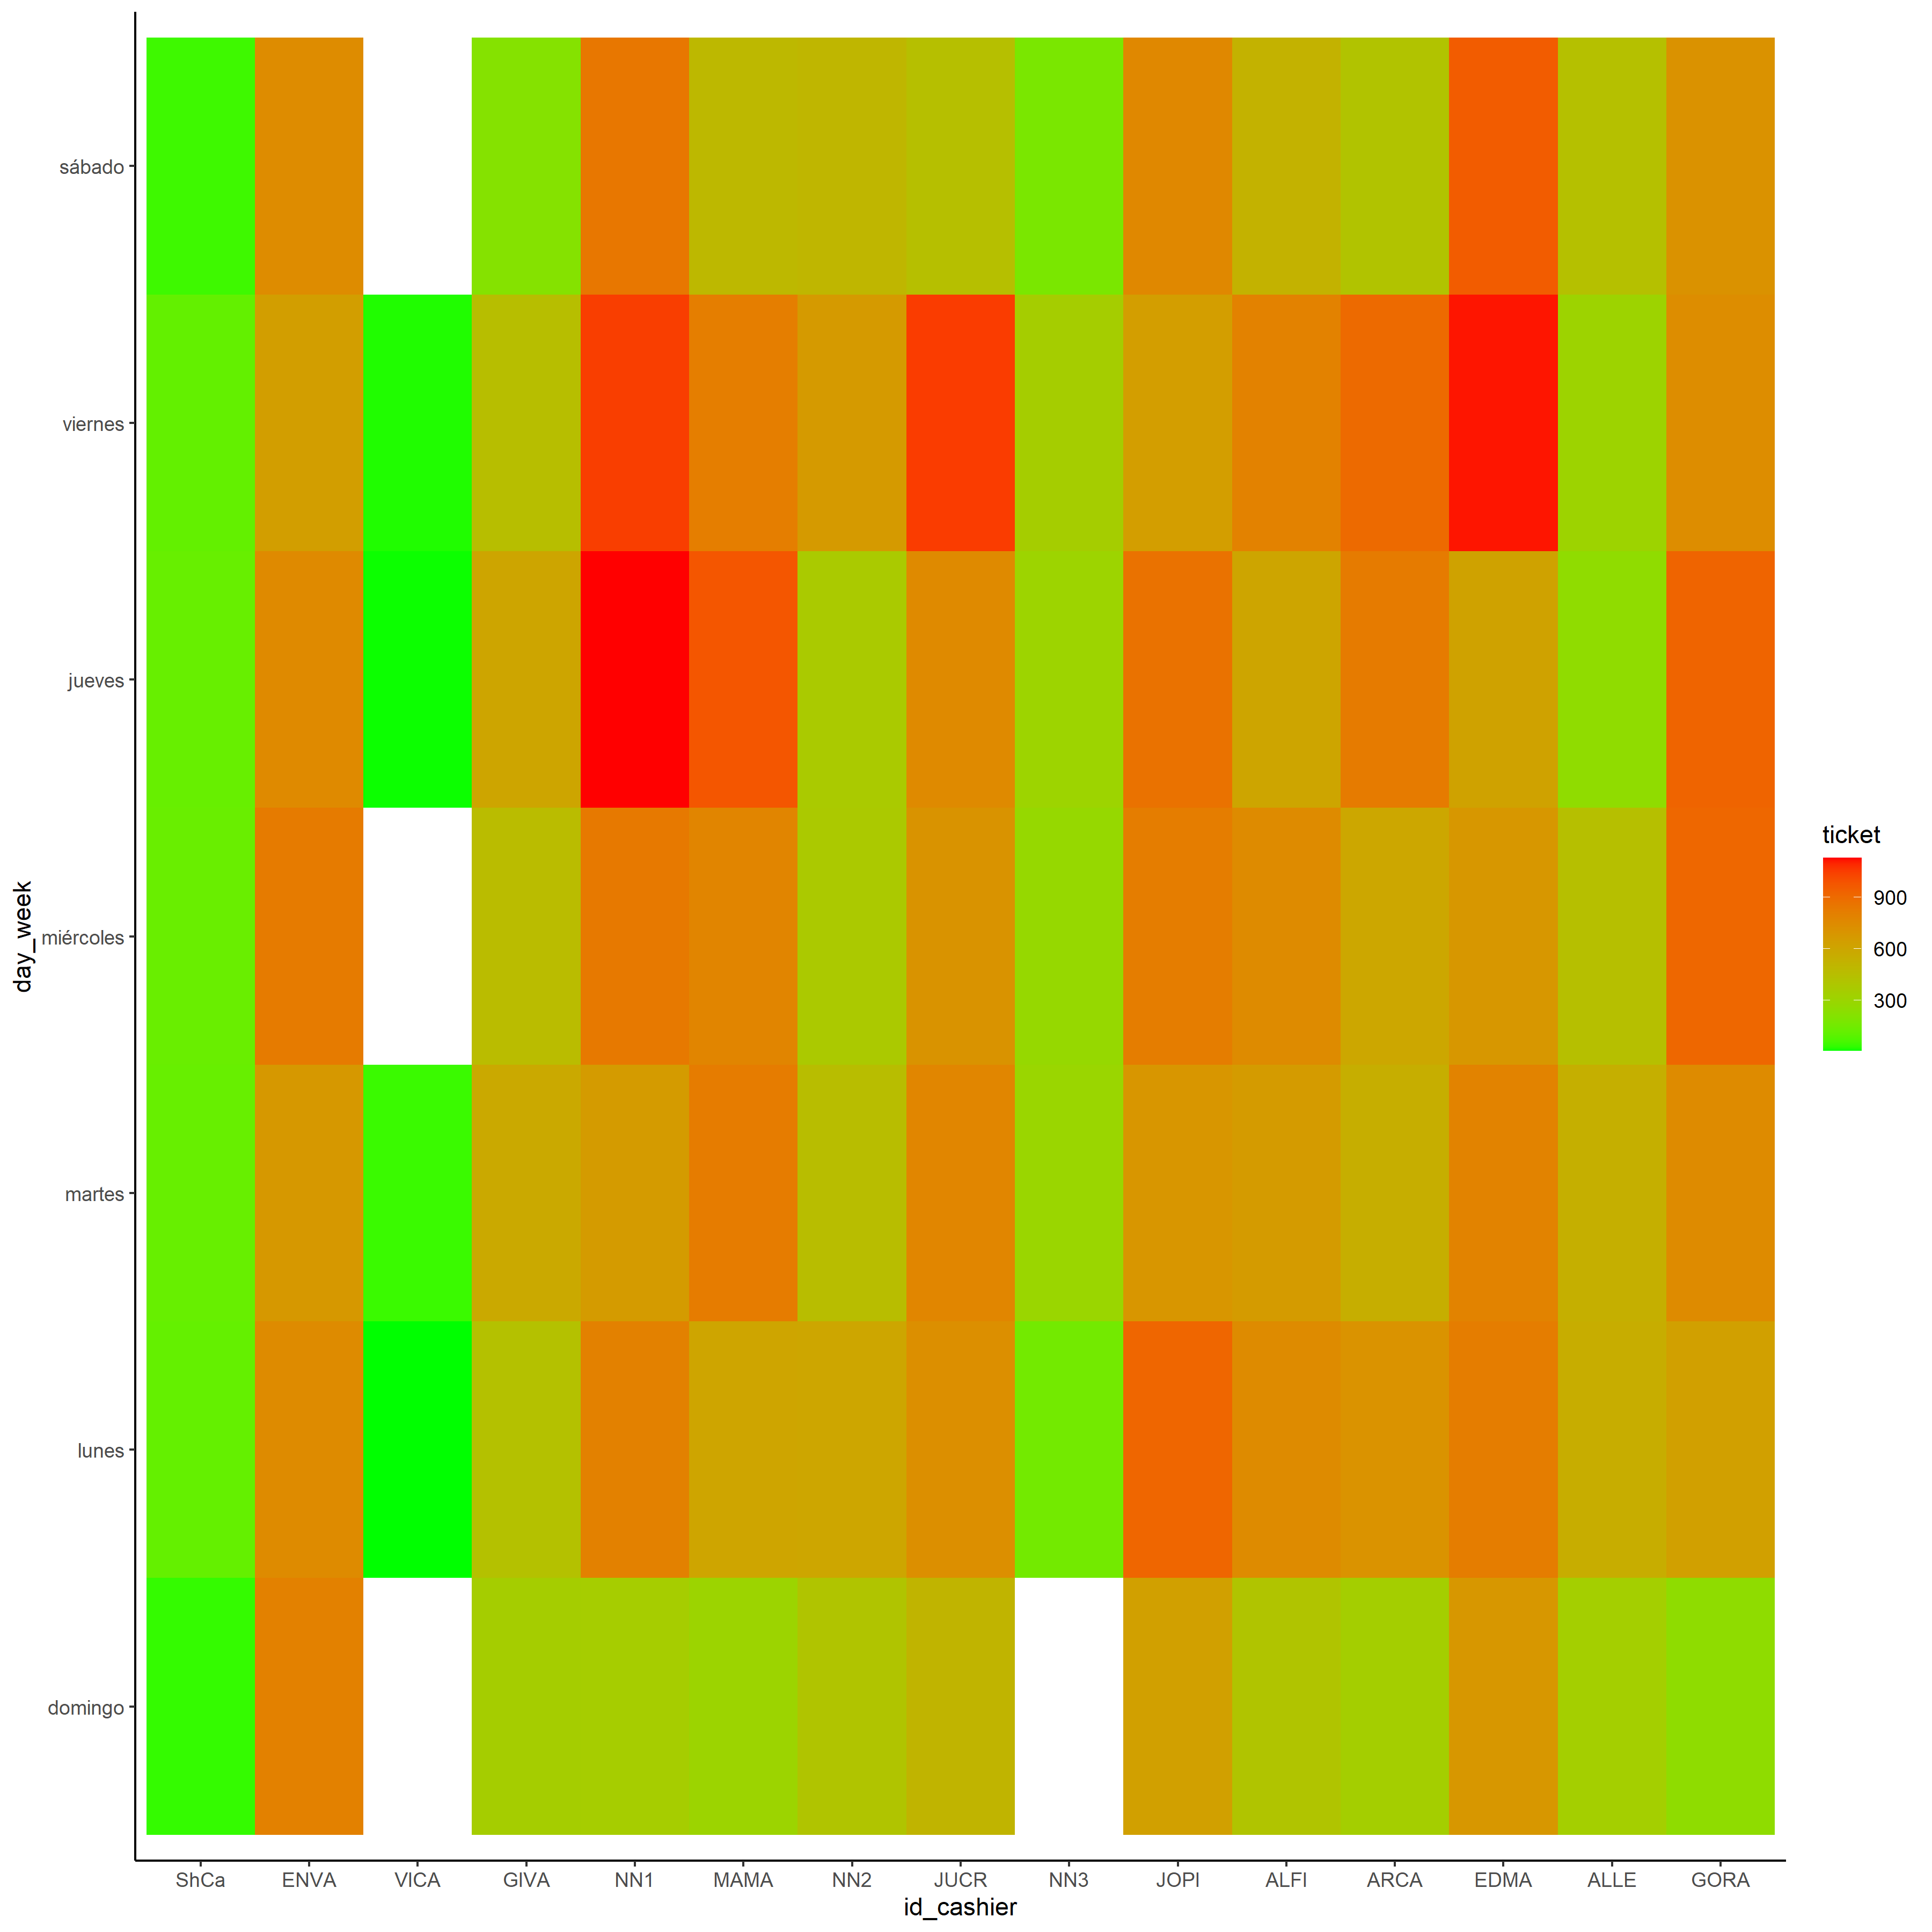 sábado
viernes
jueves
miércoles
martes
lunes
domingo
day_week
ShCa ENVA VICA GIVA NN1 MAMA NN2 JUCR NN3 JOPI ALFI ARCA EDMA ALLE GORA
id_cashier
ticket
900
600
300